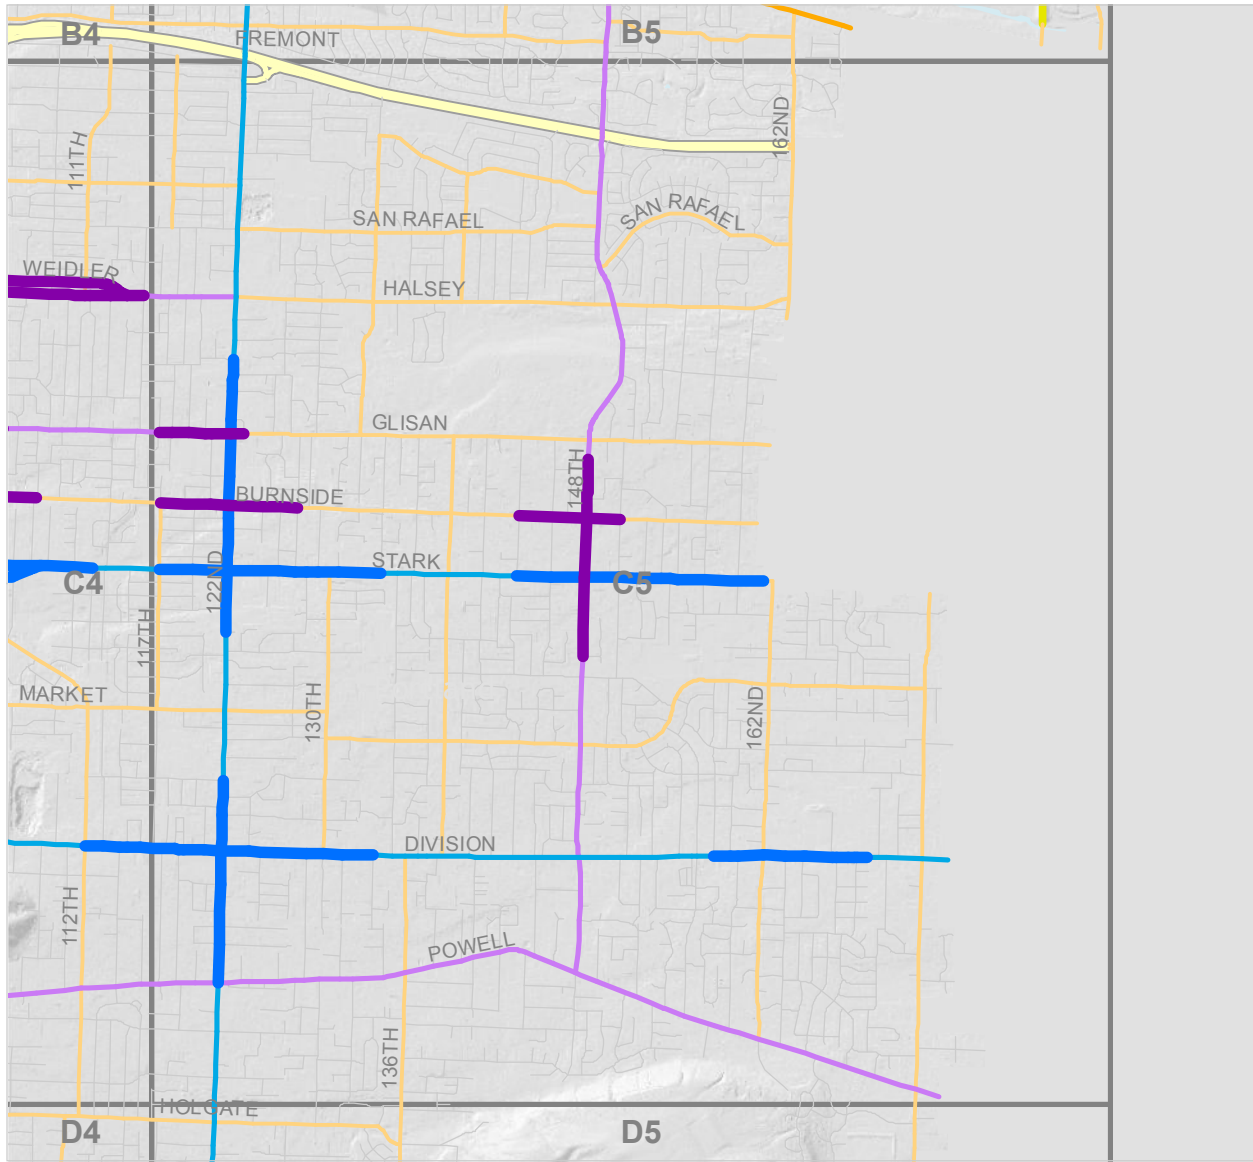 B4
B5
FREMONT
162ND
111TH
SAN RAFAEL
SAN RAFAEL
WEIDLER
HALSEY
GLISAN
148TH
BURNSIDE
STARK
C4
C5
122ND
117TH
MARKET
130TH
162ND
DIVISION
112TH
POWELL
136TH
HOLGATE
D4
D5